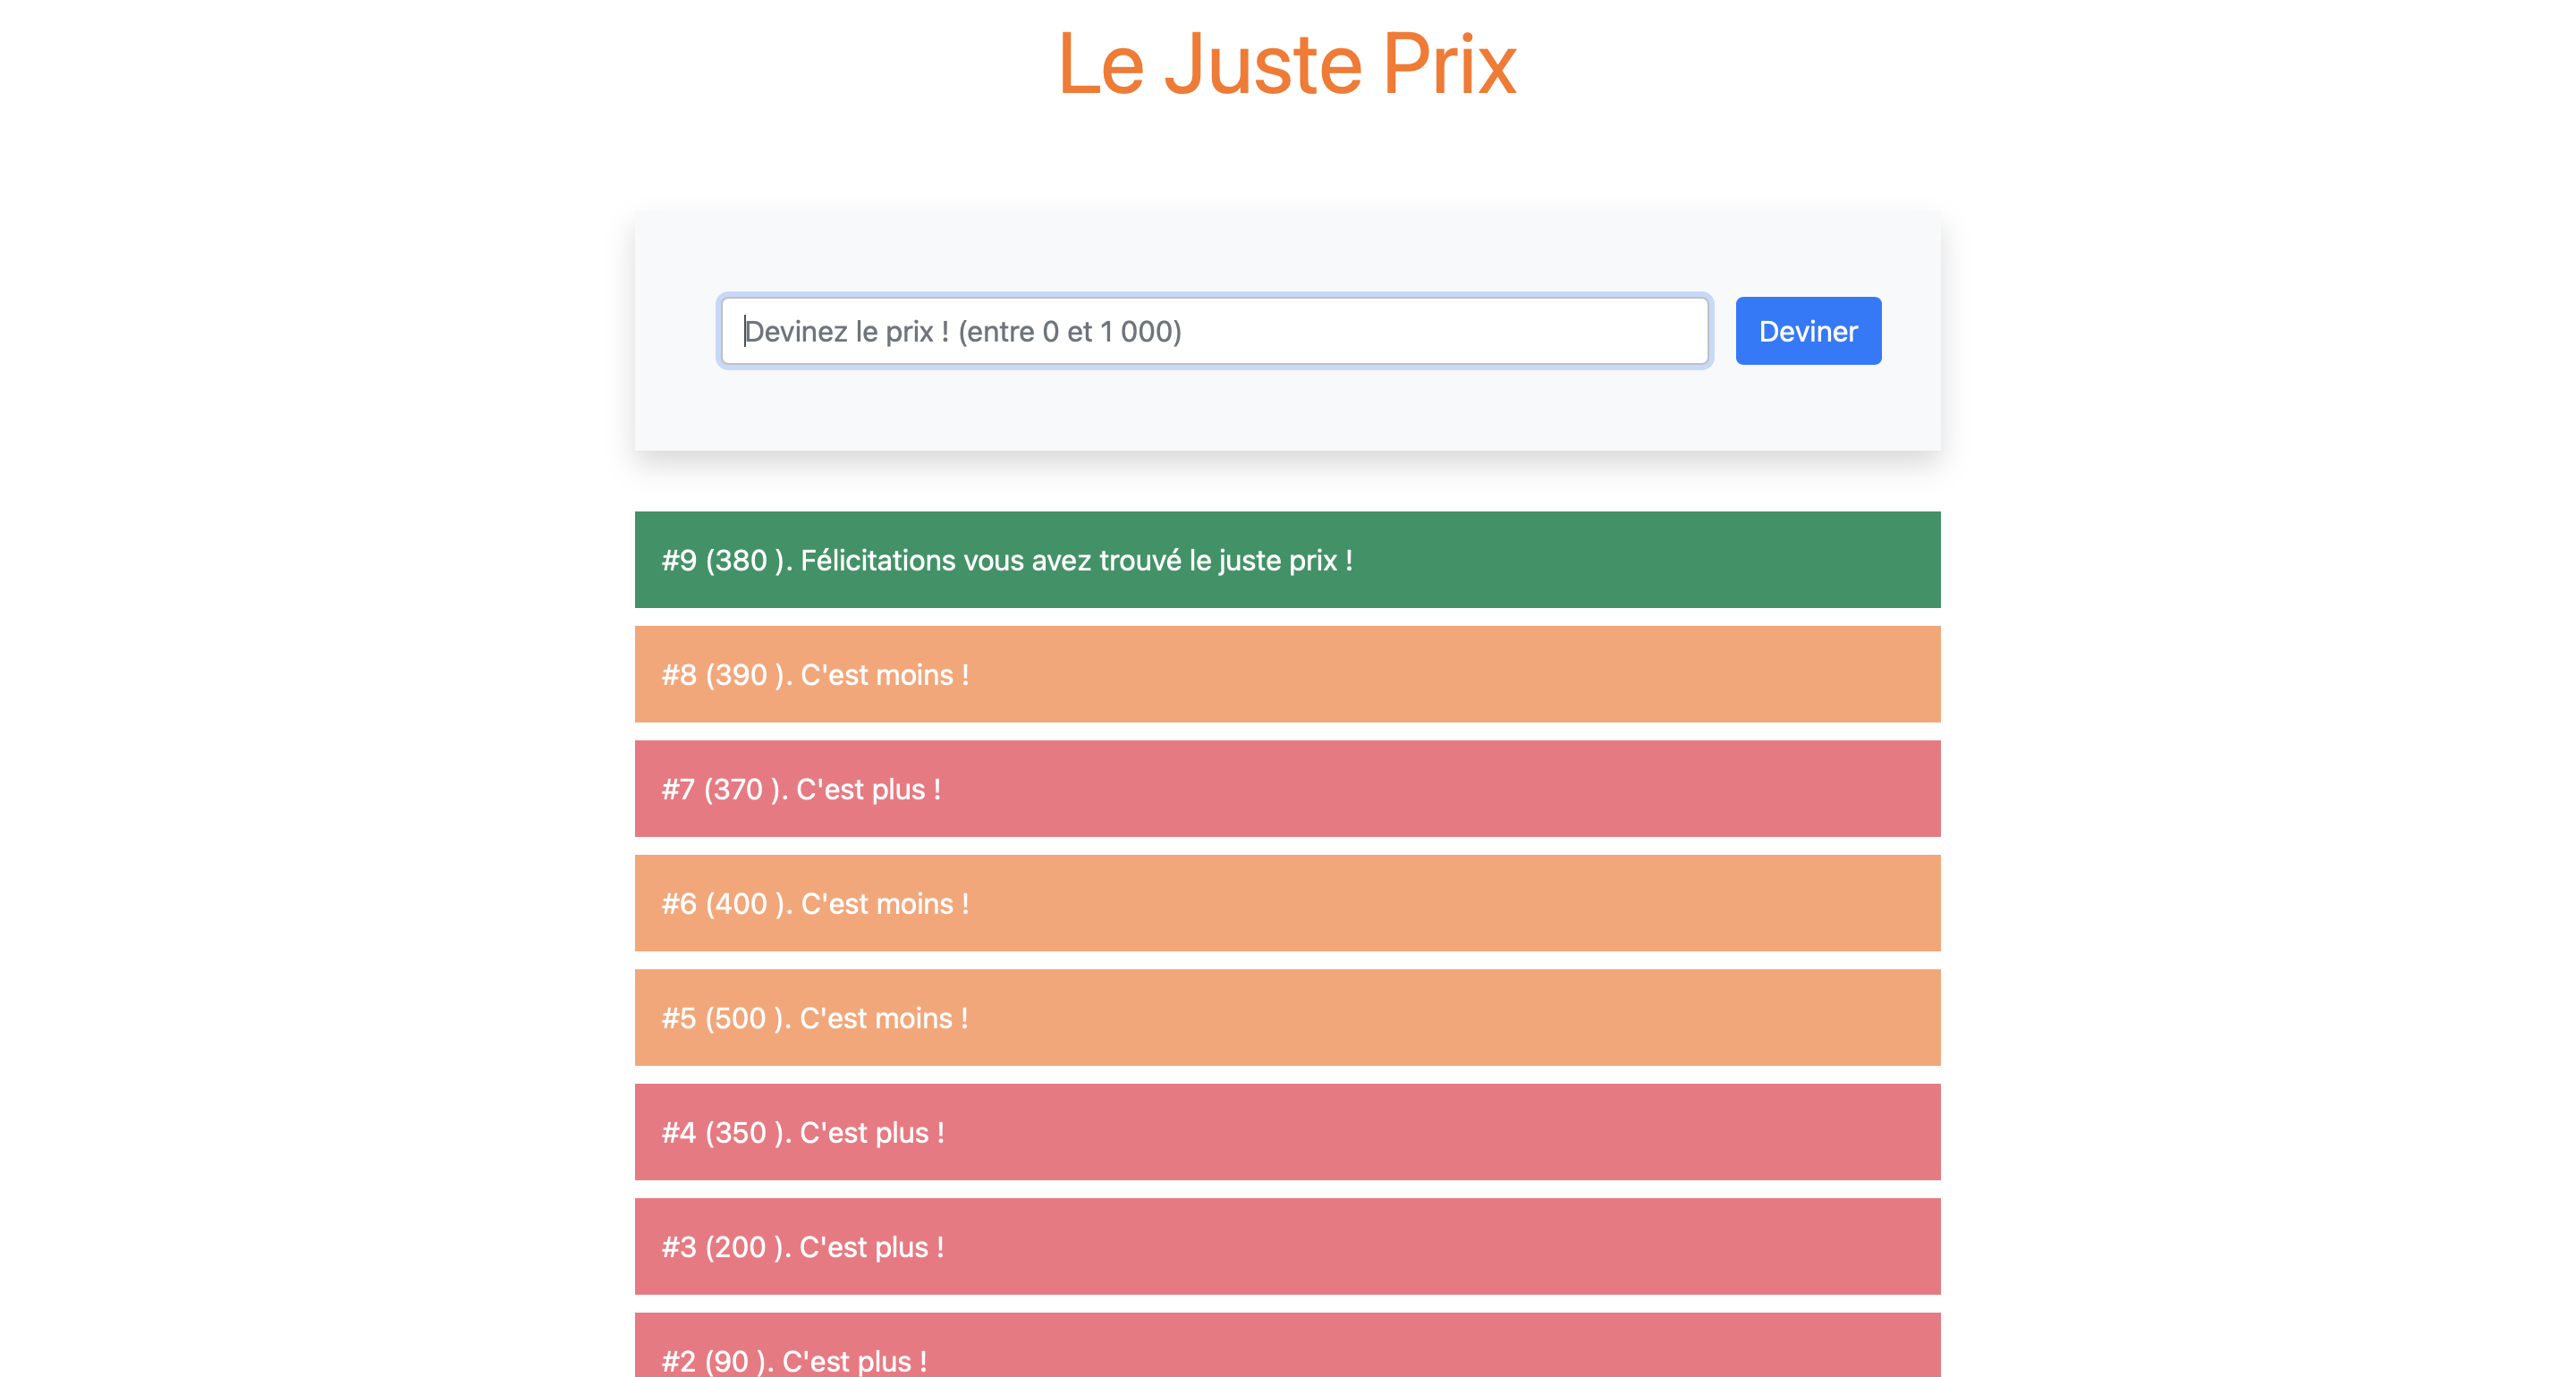 Le Juste Prix
Devinez le prix ! (entre 0 et 1 000)
Deviner
#9 (380 ). Félicitations vous avez trouvé le juste prix !
#8 (390 ). C'est moins !
#7 (370 ). C'est plus !
#6 (400 ). C'est moins !
#5 (500 ). C'est moins !
#4 (350 ). C'est plus !
#3 (200 ). C'est plus !
#2 (90 ). C'est plus !